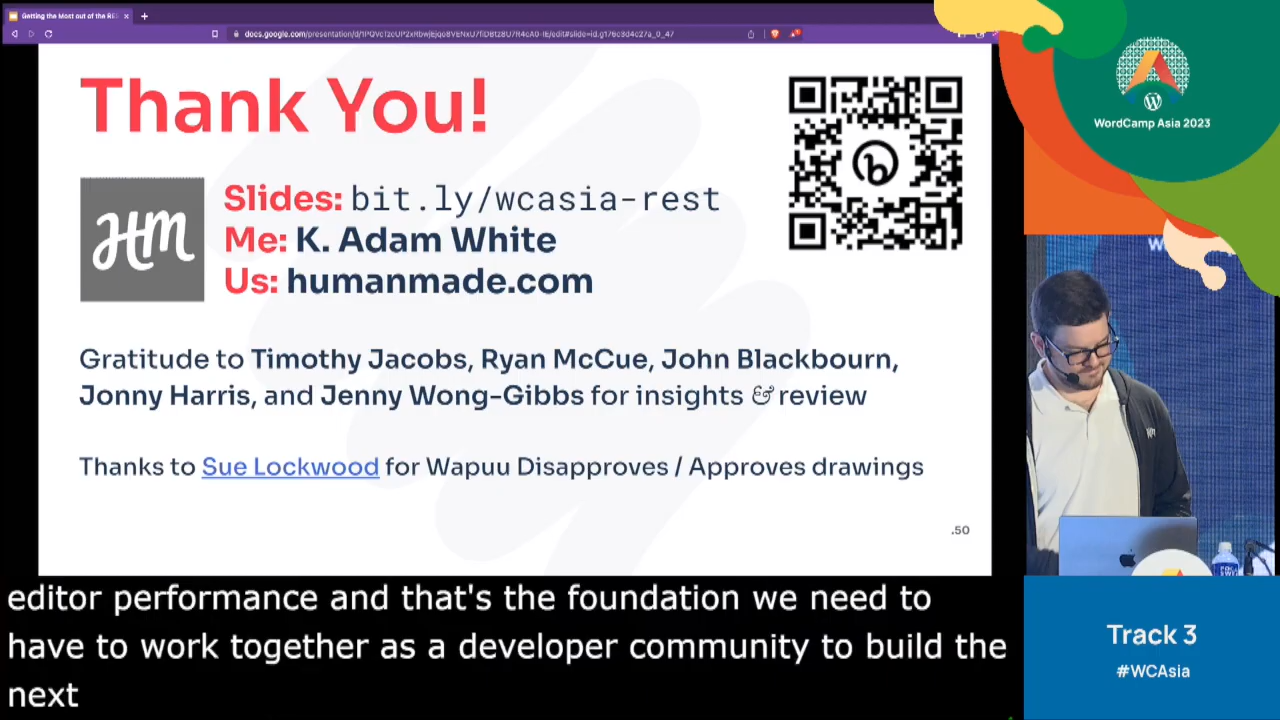 Getting the Most out of the RES
Thank You!
Slides: bit.ly/wcasia-rest
Me: K. Adam White
Us: humanmade.com
HM
b
Gratitude to Timothy Jacobs, Ryan McCue, John Blackbourn,
Jonny Harris, and Jenny Wong-Gibbs for insights & review
Thanks to Sue Lockwood for Wapuu Disapproves / Approves drawings
.50
editor performance and that's the foundation we need to
have to work together as a developer community to build the
next
WordCamp Asia 2023
Track 3
#WCAsia